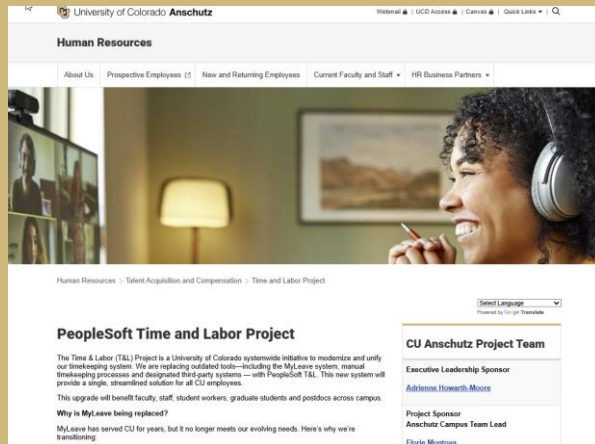 University of Colorado Anschutz
Webmail | UCD Access | Canvas | Quick Links
Human Resources
About Us Prospective Employees New and Returning Employees Current Faculty and Staff HR Business Partners
Human Resources > Talent Acquisition and Compensation > Time and Labor Project
Select Language
Powered by Google Translate
PeopleSoft Time and Labor Project
The Time & Labor (T&L) Project is a University of Colorado systemwide initiative to modernize and unify
our timekeeping system. We are replacing outdated tools—including the MyLeave system, manual
timekeeping processes and designated third-party systems — with PeopleSoft T&L. This new system will
provide a single, streamlined solution for all CU employees.
This upgrade will benefit faculty, staff, student workers, graduate students and postdocs across campus.
Why is MyLeave being replaced?
MyLeave has served CU for years, but it no longer meets our evolving needs. Here's why we're
transitioning:
CU Anschutz Project Team
Executive Leadership Sponsor
Adrienne Howarth-Moore
Project Sponsor
Anschutz Campus Team Lead
Florie Montoya